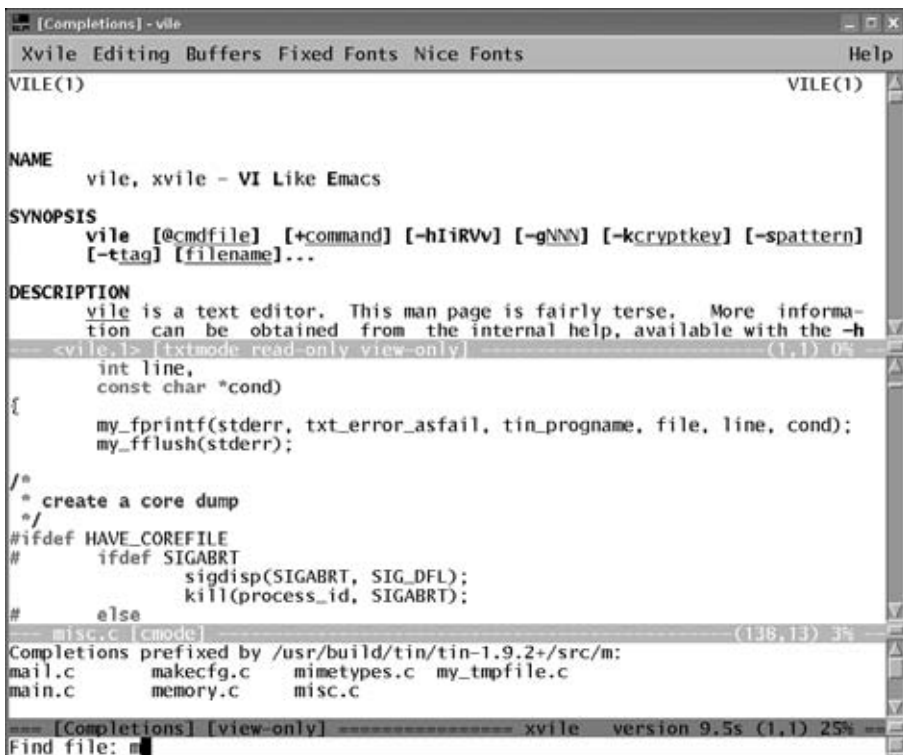 [Completions] - vile
Xvile Editing Buffers Fixed Fonts Nice Fonts Help
VILE(1) VILE(1)
NAME
vile, xvile - VI Like Emacs
SYNOPSIS
vile [@cmdfile] [+command] [-hIiRVv] [-gNNN] [-kcryptkey] [-spattern]
[-ttag] [filename]...
DESCRIPTION
vile is a text editor. This man page is fairly terse. More informa-
tion can be obtained from the internal help, available with the -h
--- <vile.1> [txtmode read-only view-only] --- (1,1) 0% ---
int line,
const char *cond)
{
my_fprintf(stderr, txt_error_asfail, tin_progname, file, line, cond);
my_fflush(stderr);
/*
* create a core dump
*/
#ifdef HAVE_COREFILE
# ifdef SIGABRT
sigdisp(SIGABRT, SIG_DFL);
kill(process_id, SIGABRT);
# else
--- misc.c [cmode] --- (138,13) 3% ---
Completions prefixed by /usr/build/tin/tin-1.9.2+/src/m:
mail.c makecfg.c mimetypes.c my_tmpfile.c
main.c memory.c misc.c
=== [Completions] [view-only] =============== xvile version 9.5s (1,1) 25% ===
Find file: m